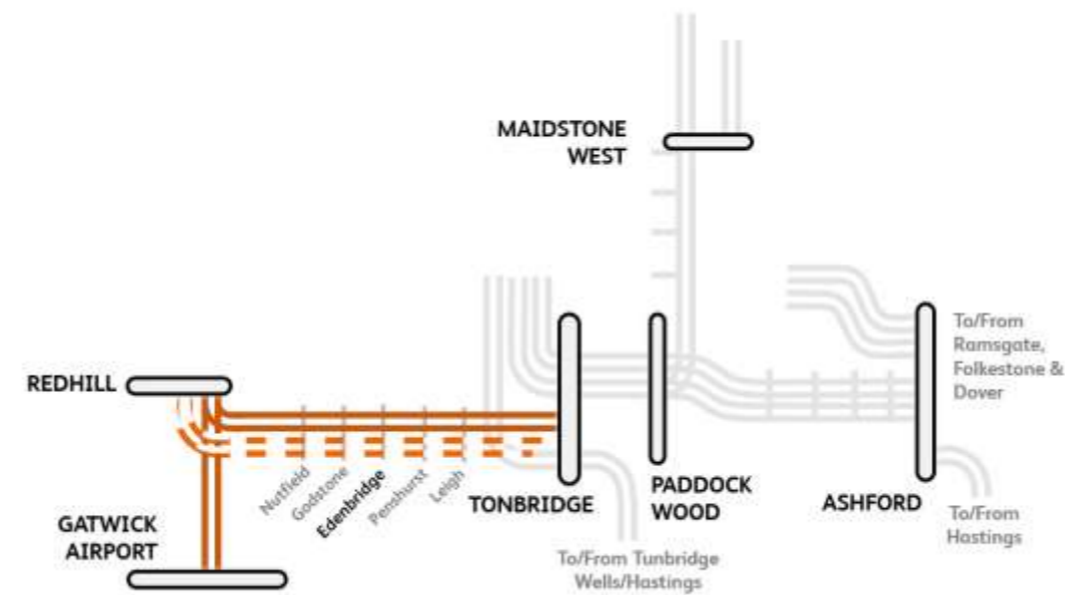 MAIDSTONE
WEST
To/From
Ramsgate,
Folkestone &
Dover
REDHILL
Nutfield
Godstone
Edenbridge
Penshurst
Leigh
TONBRIDGE
PADDOCK
WOOD
ASHFORD
GATWICK
AIRPORT
To/From
Hastings
To/From Tunbridge
Wells/Hastings